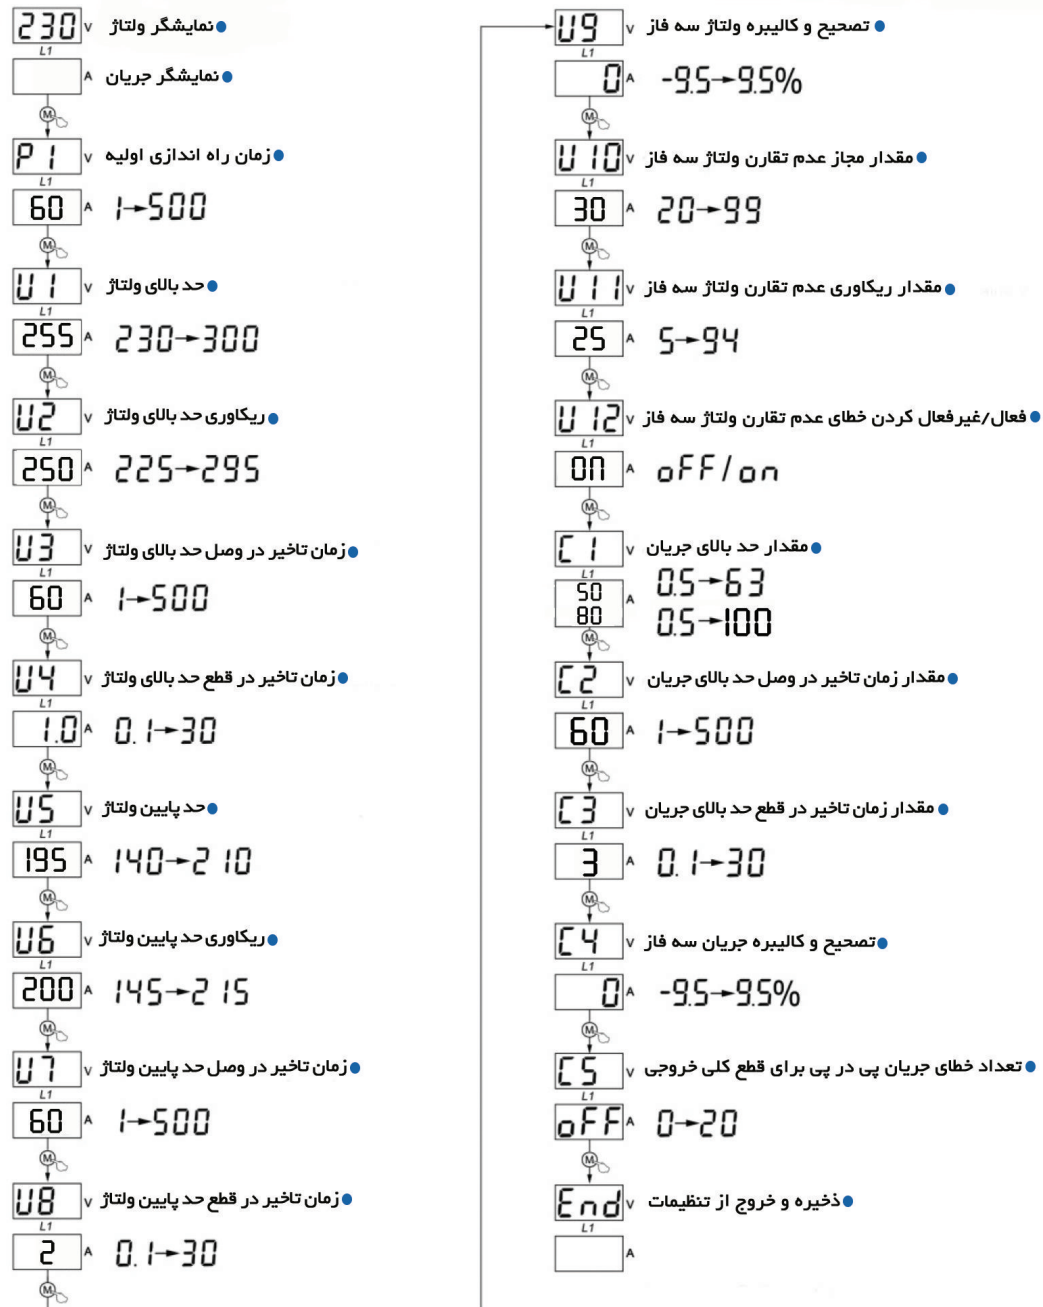 230 V نمایشگر ولتاژ
L1
A نمایشگر جریان
M
P1 V زمان راه اندازی اولیه
L1
60 A 1→500
M
U1 V حد بالای ولتاژ
L1
255 A 230→300
M
U2 V ریکاوری حد بالای ولتاژ
L1
250 A 225→295
M
U3 V زمان تاخیر در وصل حد بالای ولتاژ
L1
60 A 1→500
M
U4 V زمان تاخیر در قطع حد بالای ولتاژ
L1
1.0 A 0.1→30
M
U5 V حد پایین ولتاژ
L1
195 A 140→210
M
U6 V ریکاوری حد پایین ولتاژ
L1
200 A 145→215
M
U7 V زمان تاخیر در وصل حد پایین ولتاژ
L1
60 A 1→500
M
U8 V زمان تاخیر در قطع حد پایین ولتاژ
L1
2 A 0.1→30
M
U9 V تصحیح و کالیبره ولتاژ سه فاز
L1
0 A -9.5→9.5%
M
U10 V مقدار مجاز عدم تقارن ولتاژ سه فاز
L1
30 A 20→99
M
U11 V مقدار ریکاوری عدم تقارن ولتاژ سه فاز
L1
25 A 5→94
M
U12 V فعال/غیرفعال کردن خطای عدم تقارن ولتاژ سه فاز
L1
on A oFF/on
M
C1 V مقدار حد بالای جریان
L1
50 0.5→63
A
80 0.5→100
M
C2 V مقدار زمان تاخیر در وصل حد بالای جریان
L1
60 A 1→500
M
C3 V مقدار زمان تاخیر در قطع حد بالای جریان
L1
3 A 0.1→30
M
C4 V تصحیح و کالیبره جریان سه فاز
L1
0 A -9.5→9.5%
M
C5 V تعداد خطای جریان پی در پی برای قطع کلی خروجی
L1
oFF A 0→20
M
End V ذخیره و خروج از تنظیمات
L1
A